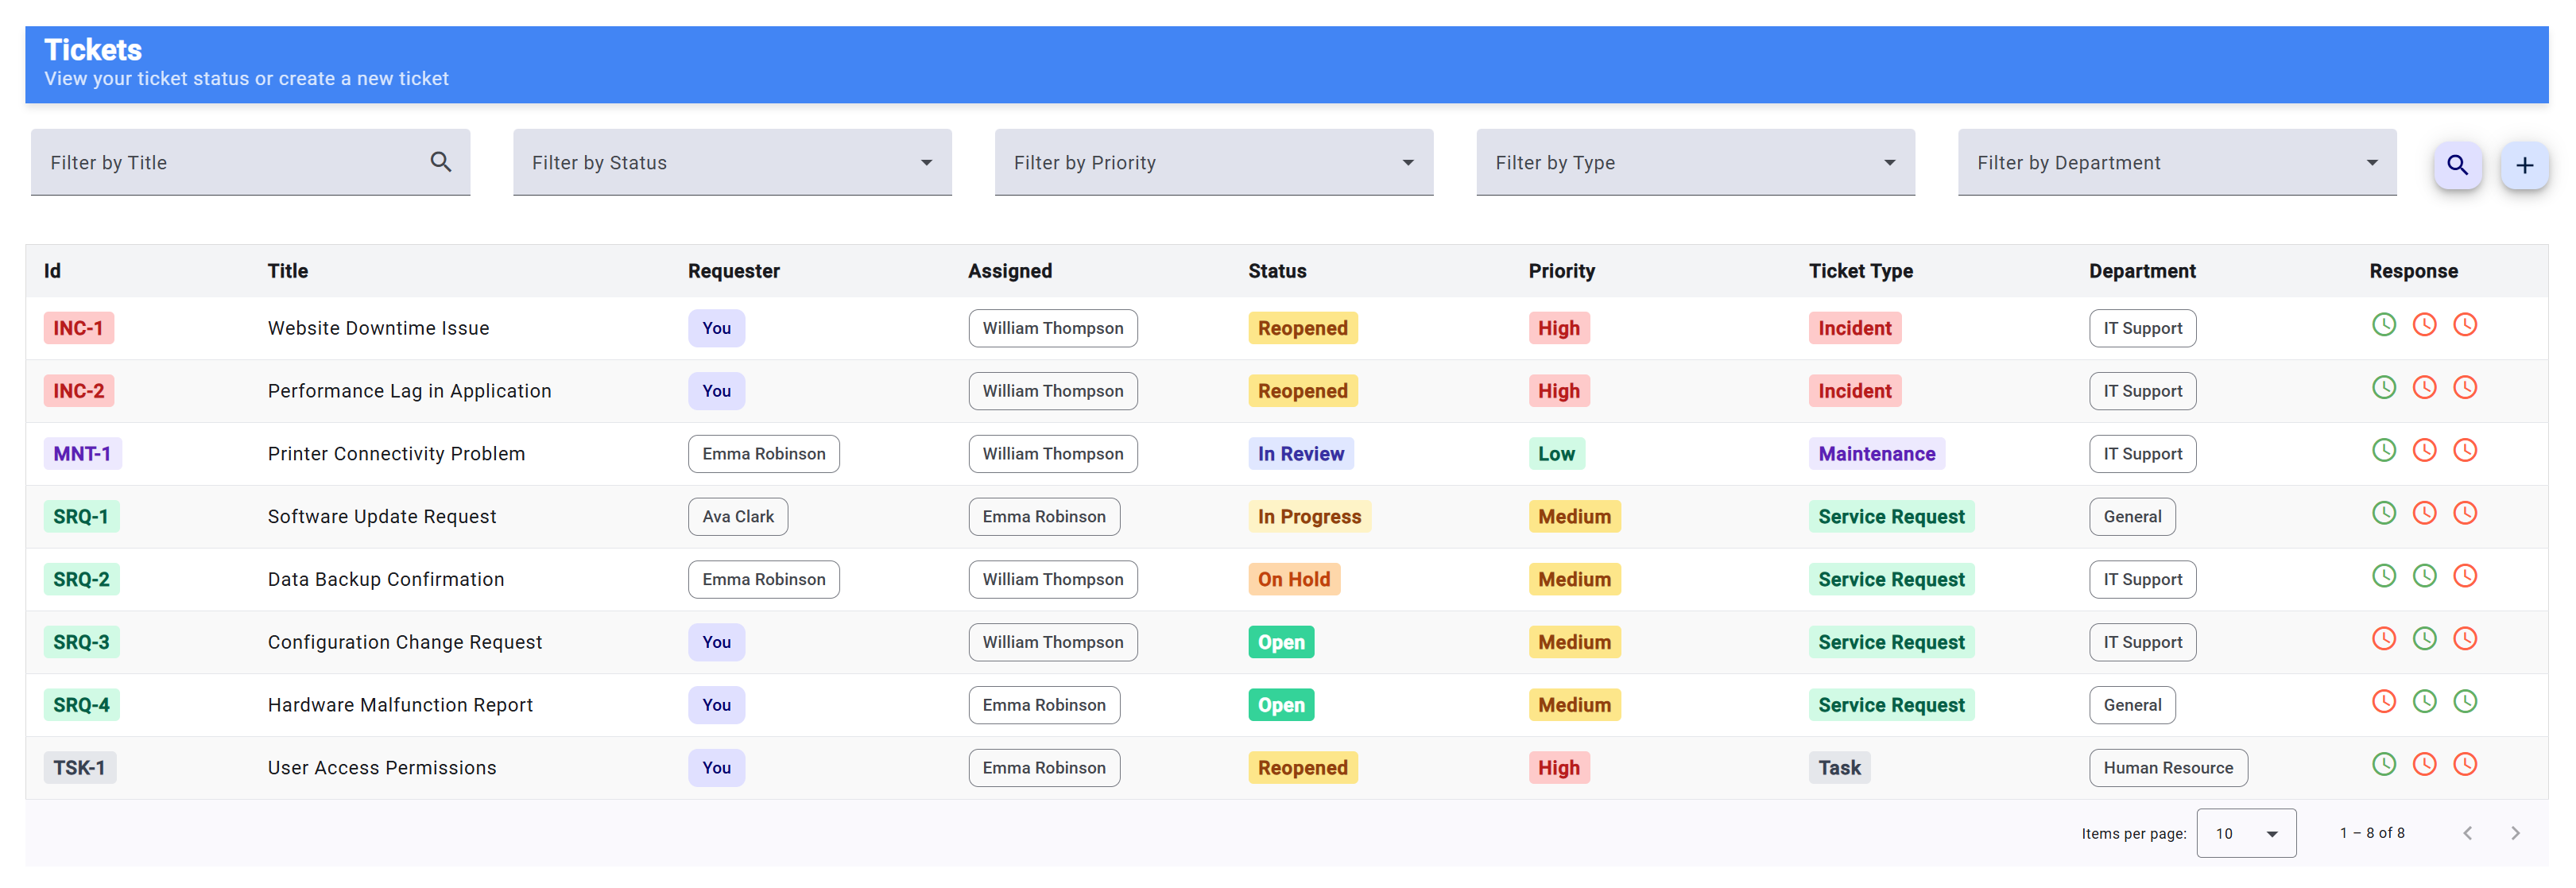 Tickets
View your ticket status or create a new ticket
Filter by Title Filter by Status Filter by Priority Filter by Type Filter by Department
Id Title Requester Assigned Status Priority Ticket Type Department Response
INC-1 Website Downtime Issue You William Thompson Reopened High Incident IT Support
INC-2 Performance Lag in Application You William Thompson Reopened High Incident IT Support
MNT-1 Printer Connectivity Problem Emma Robinson William Thompson In Review Low Maintenance IT Support
SRQ-1 Software Update Request Ava Clark Emma Robinson In Progress Medium Service Request General
SRQ-2 Data Backup Confirmation Emma Robinson William Thompson On Hold Medium Service Request IT Support
SRQ-3 Configuration Change Request You William Thompson Open Medium Service Request IT Support
SRQ-4 Hardware Malfunction Report You Emma Robinson Open Medium Service Request General
TSK-1 User Access Permissions You Emma Robinson Reopened High Task Human Resource
Items per page: 10 1 – 8 of 8